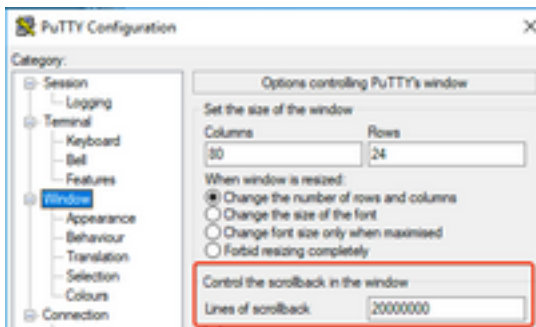 PuTTY Configuration
Category:
Session
Logging
Terminal
Keyboard
Bell
Features
Window
Appearance
Behaviour
Translation
Selection
Colours
Connection
Options controlling PuTTY's window
Set the size of the window
Columns Rows
80 24
When window is resized:
Change the number of rows and columns
Change the size of the font
Change font size only when maximised
Forbid resizing completely
Control the scrollback in the window
Lines of scrollback 20000000